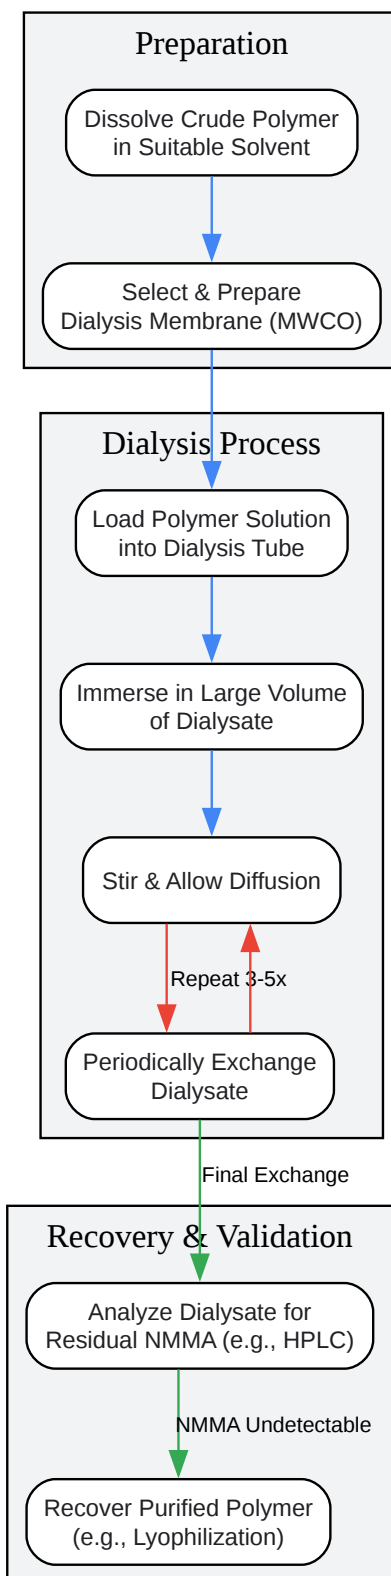 Preparation
Dissolve Crude Polymer
in Suitable Solvent
Select & Prepare
Dialysis Membrane (MWCO)
Dialysis Process
Load Polymer Solution
into Dialysis Tube
Immerse in Large Volume
of Dialysate
Stir & Allow Diffusion
Repeat 3-5x
Periodically Exchange
Dialysate
Final Exchange
Recovery & Validation
Analyze Dialysate for
Residual NMMA (e.g., HPLC)
NMMA Undetectable
Recover Purified Polymer
(e.g., Lyophilization)